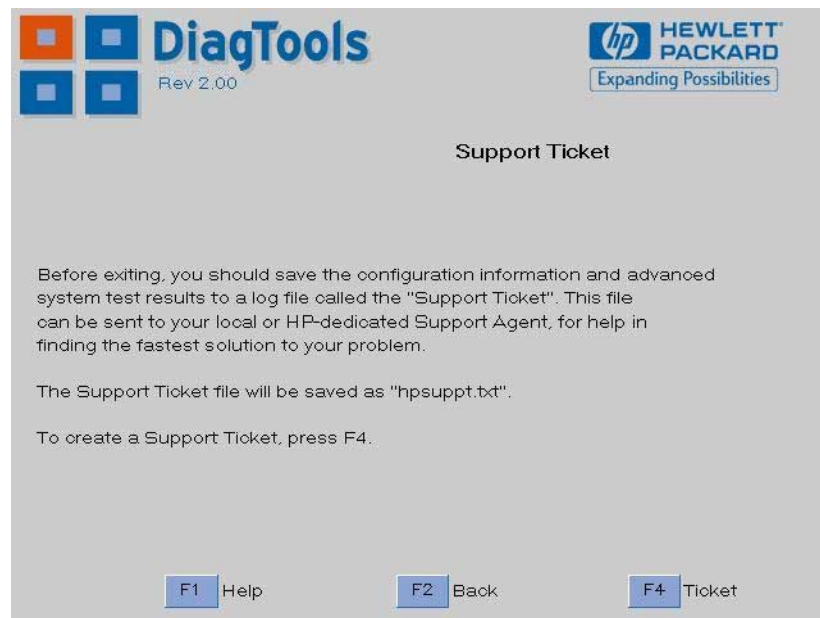 DiagTools
Rev 2.00
hp HEWLETT
PACKARD
Expanding Possibilities
Support Ticket
Before exiting, you should save the configuration information and advanced
system test results to a log file called the "Support Ticket". This file
can be sent to your local or HP-dedicated Support Agent, for help in
finding the fastest solution to your problem.
The Support Ticket file will be saved as "hpsuppt.txt".
To create a Support Ticket, press F4.
F1 Help F2 Back F4 Ticket